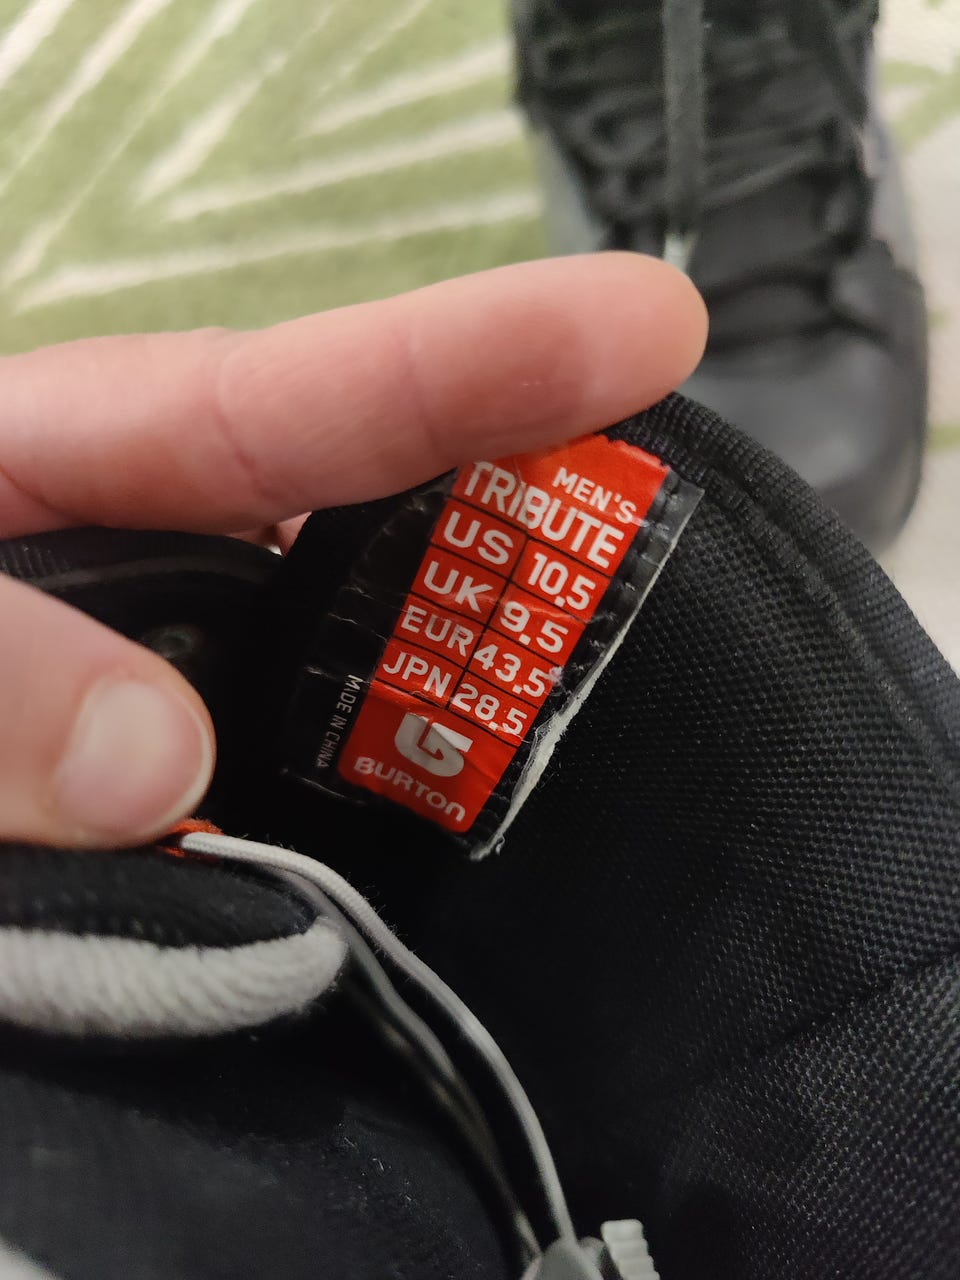 MEN'S
TRIBUTE
US 10.5
UK 9.5
EUR 43.5
JPN 28.5
BURTON
MADE IN CHINA